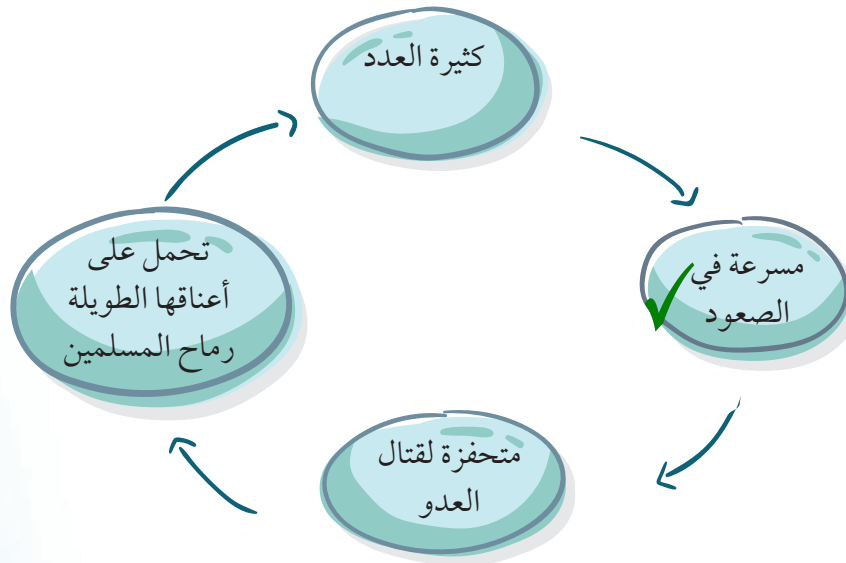 كثيرة العدد
مسرعة في
الصعود
متحفزة لقتال
العدو
تحمل على
أعناقها الطويلة
رماح المسلمين